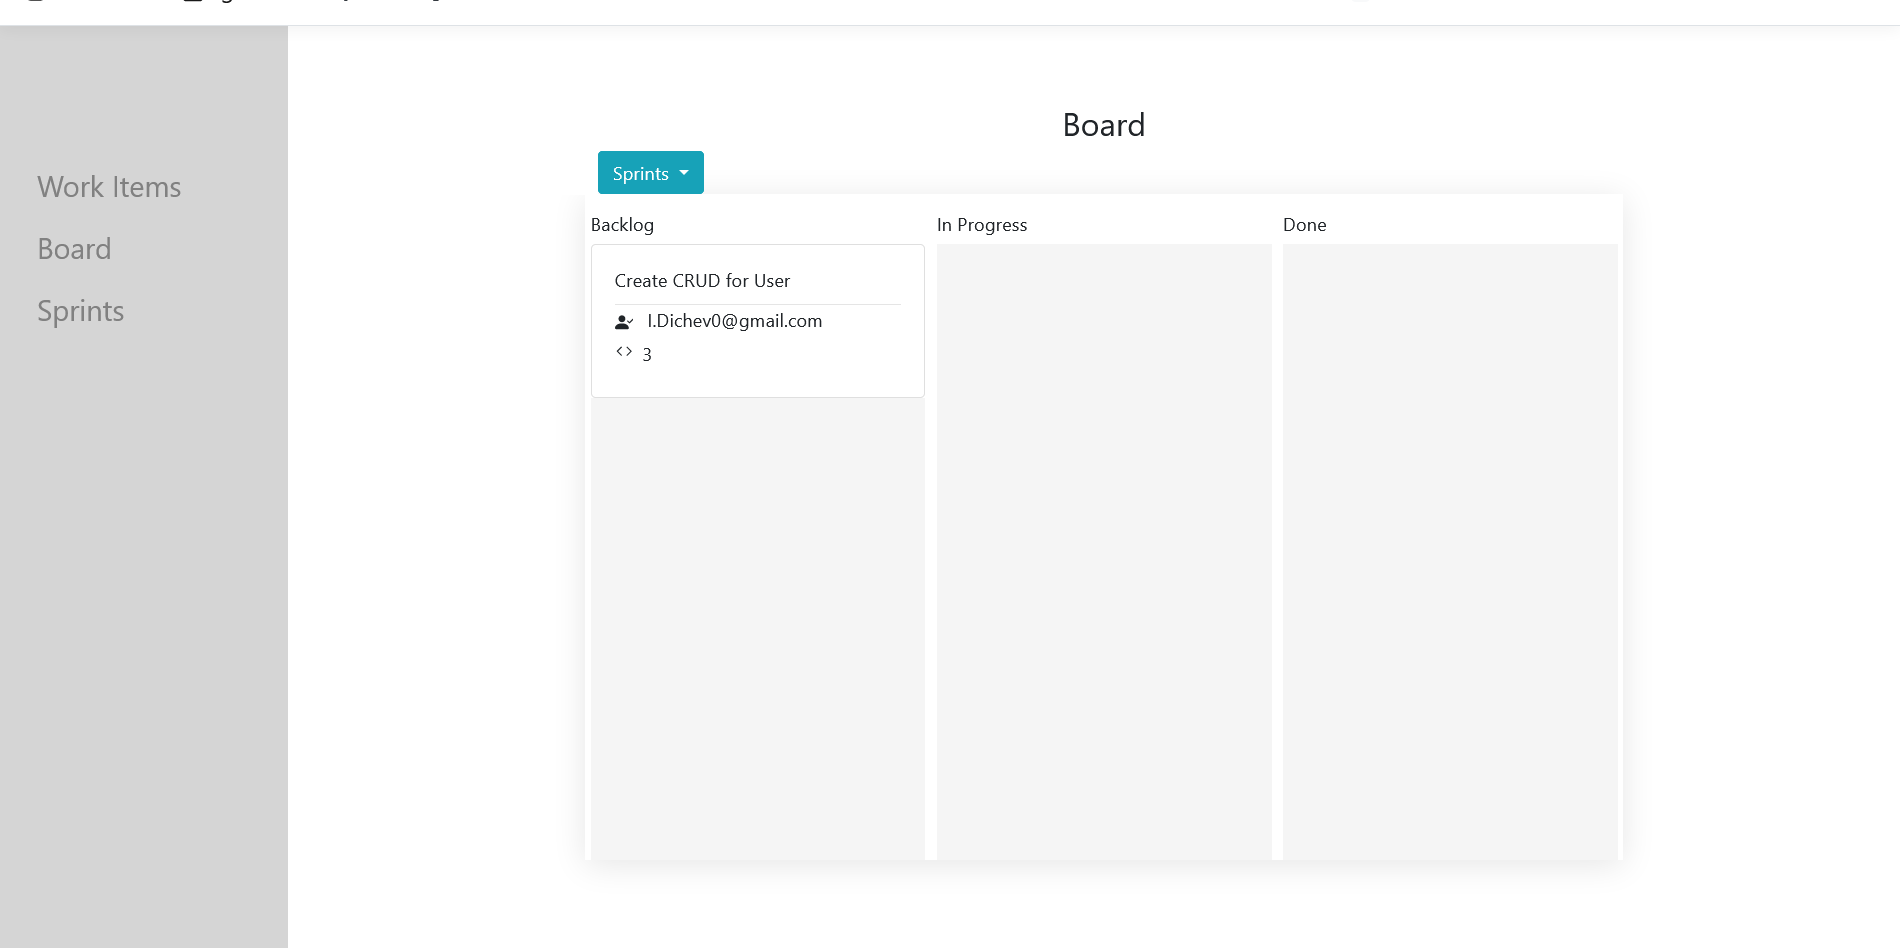 Work Items
Board
Sprints
Board
Sprints
Backlog
In Progress
Done
Create CRUD for User
I.Dichev0@gmail.com
3